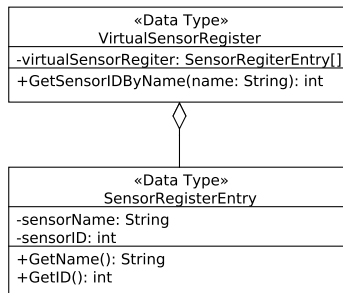 «Data Type»
VirtualSensorRegister
-virtualSensorRegiter: SensorRegiterEntry[]
+GetSensorIDByName(name: String): int
«Data Type»
SensorRegisterEntry
-sensorName: String
-sensorID: int
+GetName(): String
+GetID(): int